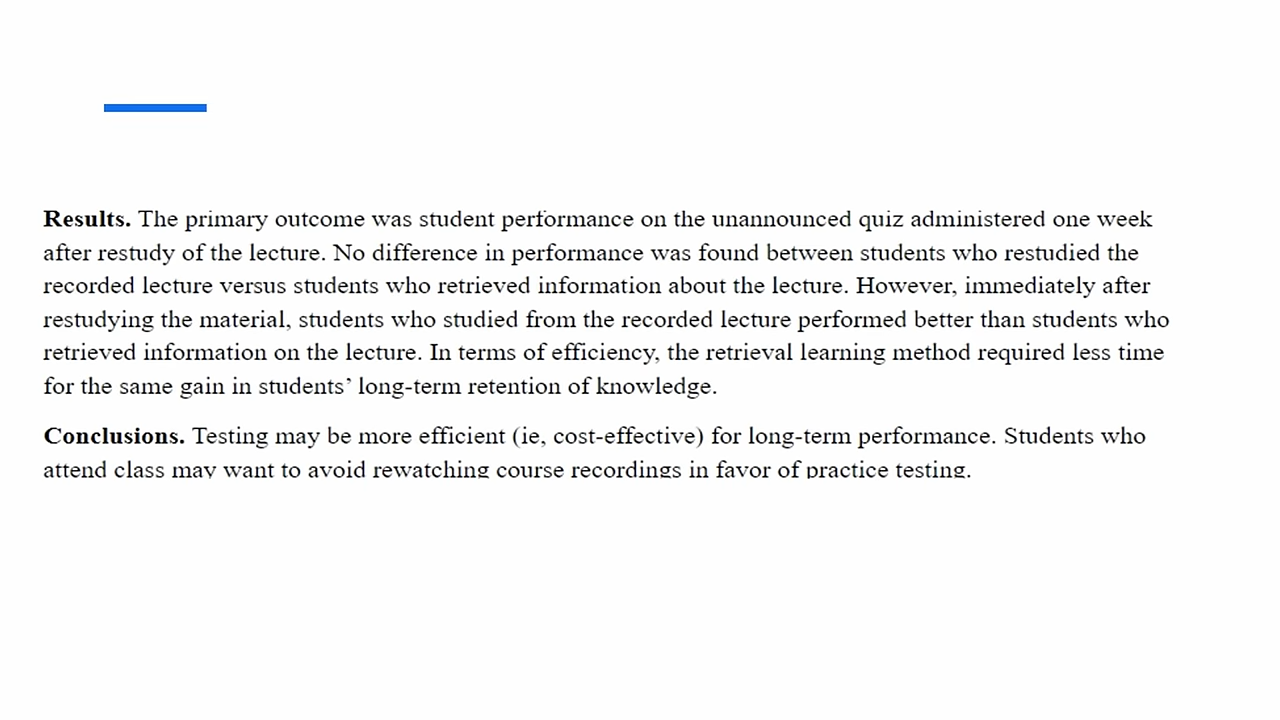 Results. The primary outcome was student performance on the unannounced quiz administered one week
after restudy of the lecture. No difference in performance was found between students who restudied the
recorded lecture versus students who retrieved information about the lecture. However, immediately after
restudying the material, students who studied from the recorded lecture performed better than students who
retrieved information on the lecture. In terms of efficiency, the retrieval learning method required less time
for the same gain in students’ long-term retention of knowledge.
Conclusions. Testing may be more efficient (ie, cost-effective) for long-term performance. Students who
attend class may want to avoid rewatching course recordings in favor of practice testing.